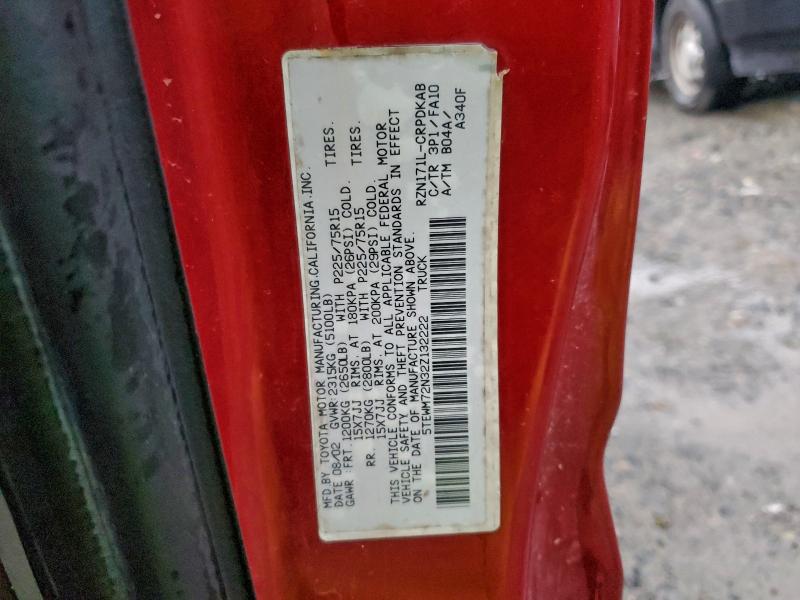 MFD.BY TOYOTA MOTOR MANUFACTURING.CALIFORNIA.INC.
DATE 08/02 GVWR 2315KG (5100LB)
GAWR :FRT.1200KG (2650LB) WITH P225/75R15 TIRES.
15X7JJ RIMS. AT 180KPA (26PSI) COLD.
RR. 1270KG (2800LB) WITH P225/75R15 TIRES.
15X7JJ RIMS. AT 200KPA (29PSI) COLD.
THIS VEHICLE CONFORMS TO ALL APPLICABLE FEDERAL MOTOR
VEHICLE SAFETY AND THEFT PREVENTION STANDARDS IN EFFECT
ON THE DATE OF MANUFACTURE SHOWN ABOVE.
5TEWM72N32Z132222 TRUCK RZN171L-CRPDKAB
C/TR 3P1/FA10
A/TM B04A/
A340F